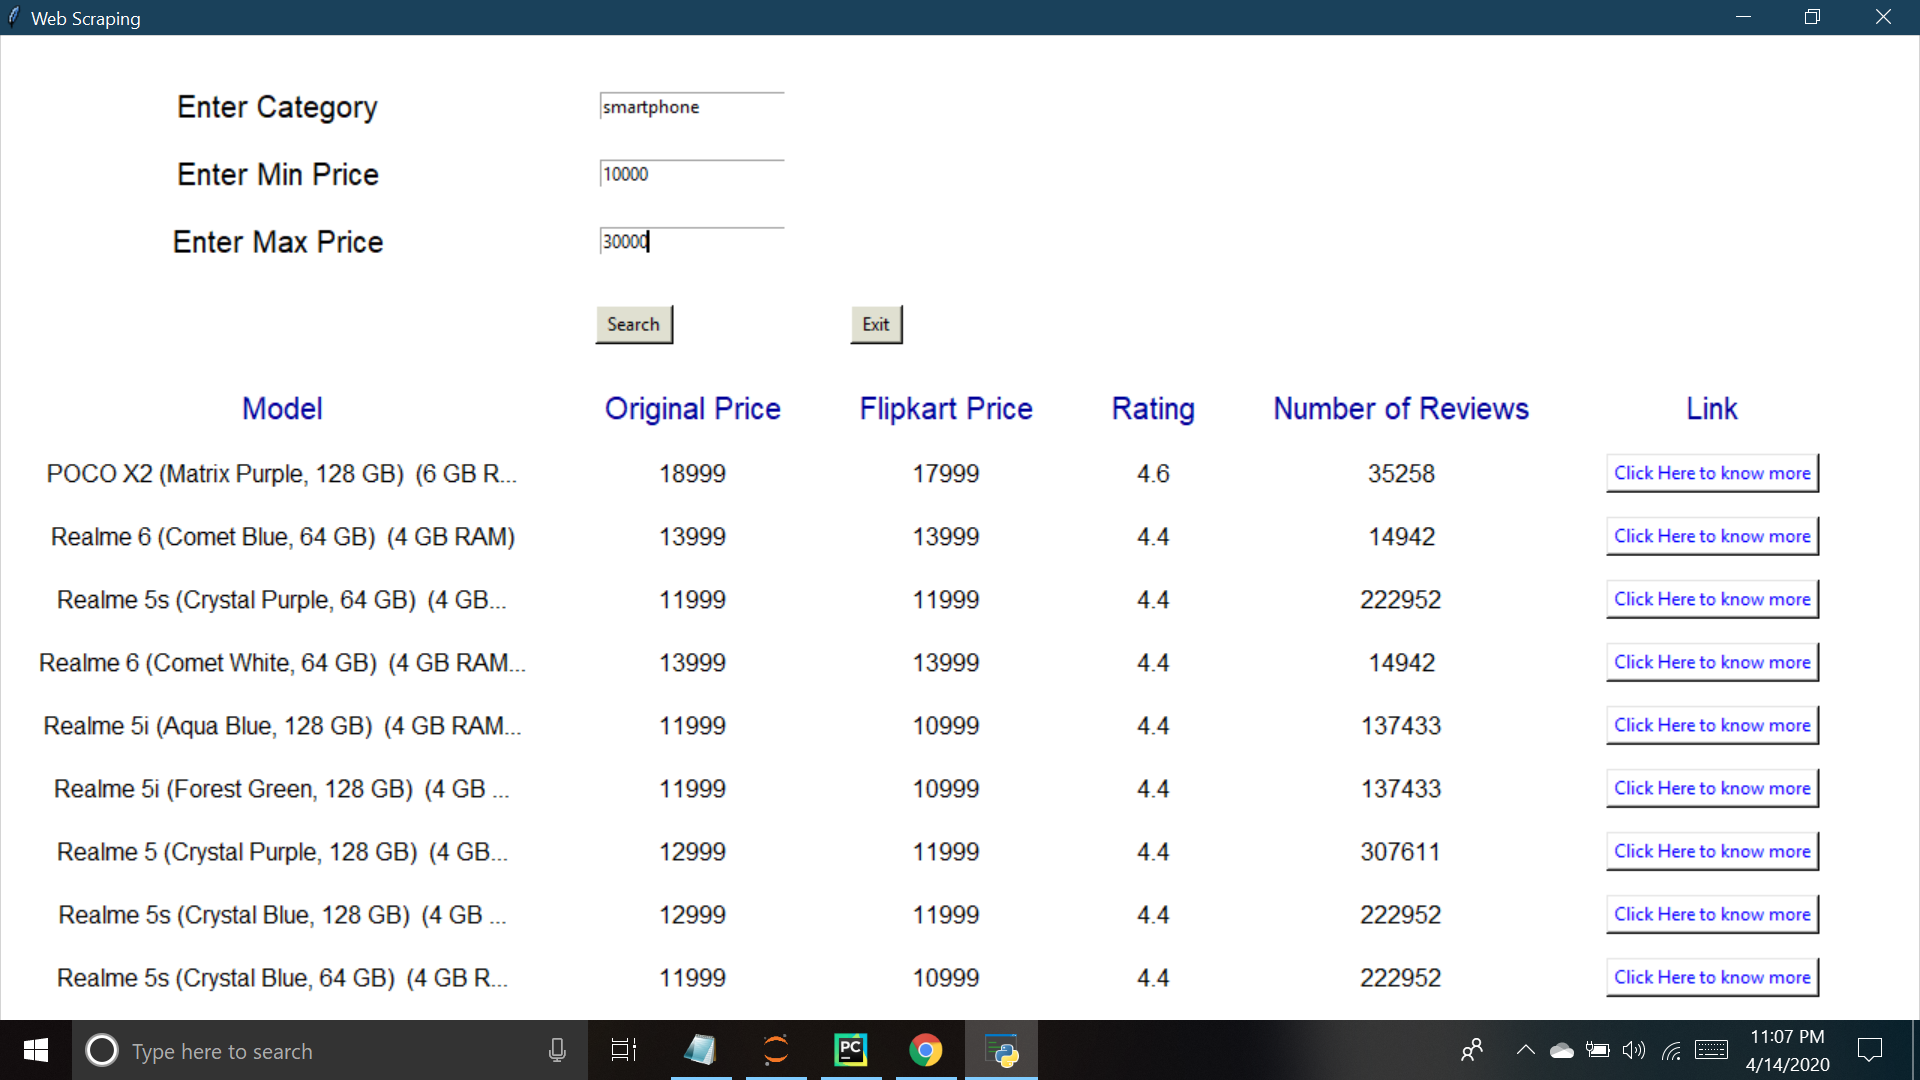 Web Scraping
Enter Category smartphone
Enter Min Price 10000
Enter Max Price 30000
Search Exit
Model Original Price Flipkart Price Rating Number of Reviews Link
POCO X2 (Matrix Purple, 128 GB) (6 GB R... 18999 17999 4.6 35258 Click Here to know more
Realme 6 (Comet Blue, 64 GB) (4 GB RAM) 13999 13999 4.4 14942 Click Here to know more
Realme 5s (Crystal Purple, 64 GB) (4 GB... 11999 11999 4.4 222952 Click Here to know more
Realme 6 (Comet White, 64 GB) (4 GB RAM... 13999 13999 4.4 14942 Click Here to know more
Realme 5i (Aqua Blue, 128 GB) (4 GB RAM... 11999 10999 4.4 137433 Click Here to know more
Realme 5i (Forest Green, 128 GB) (4 GB ... 11999 10999 4.4 137433 Click Here to know more
Realme 5 (Crystal Purple, 128 GB) (4 GB... 12999 11999 4.4 307611 Click Here to know more
Realme 5s (Crystal Blue, 128 GB) (4 GB ... 12999 11999 4.4 222952 Click Here to know more
Realme 5s (Crystal Blue, 64 GB) (4 GB R... 11999 10999 4.4 222952 Click Here to know more
Type here to search PC 11:07 PM
4/14/2020